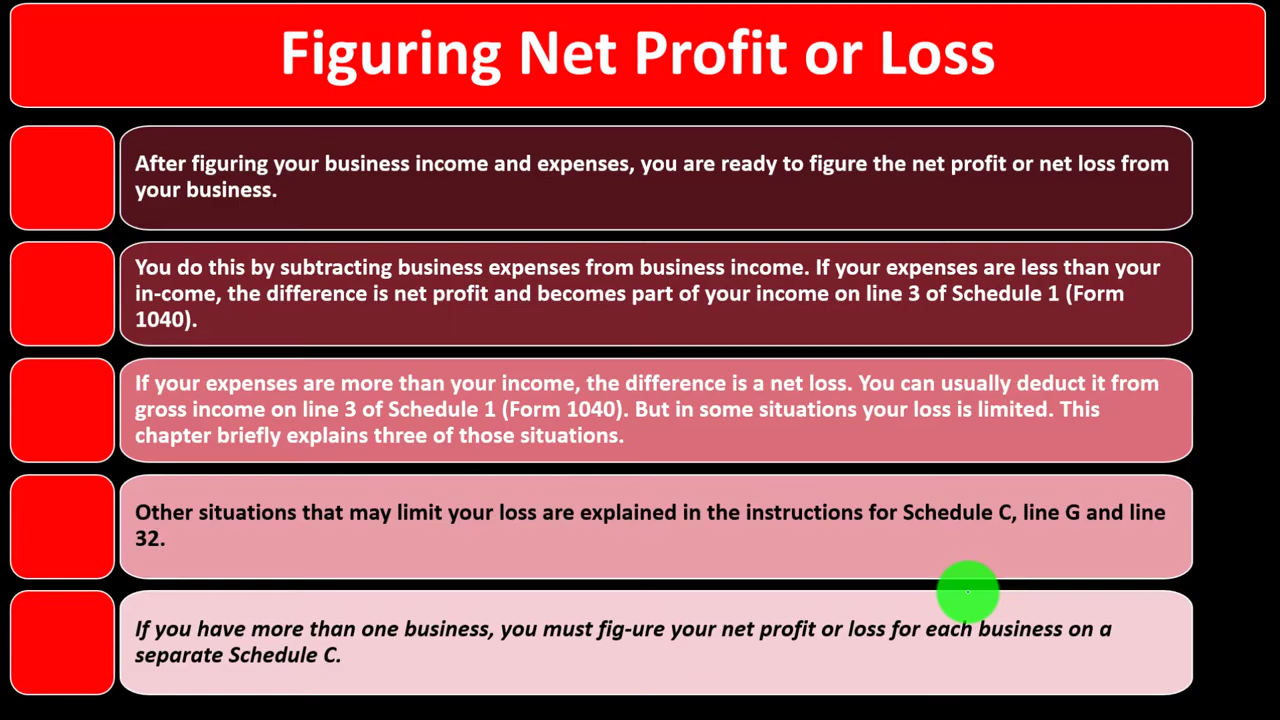 Figuring Net Profit or Loss
After figuring your business income and expenses, you are ready to figure the net profit or net loss from
your business.
You do this by subtracting business expenses from business income. If your expenses are less than your
in-come, the difference is net profit and becomes part of your income on line 3 of Schedule 1 (Form
1040).
If your expenses are more than your income, the difference is a net loss. You can usually deduct it from
gross income on line 3 of Schedule 1 (Form 1040). But in some situations your loss is limited. This
chapter briefly explains three of those situations.
Other situations that may limit your loss are explained in the instructions for Schedule C, line G and line
32.
If you have more than one business, you must fig-ure your net profit or loss for each business on a
separate Schedule C.